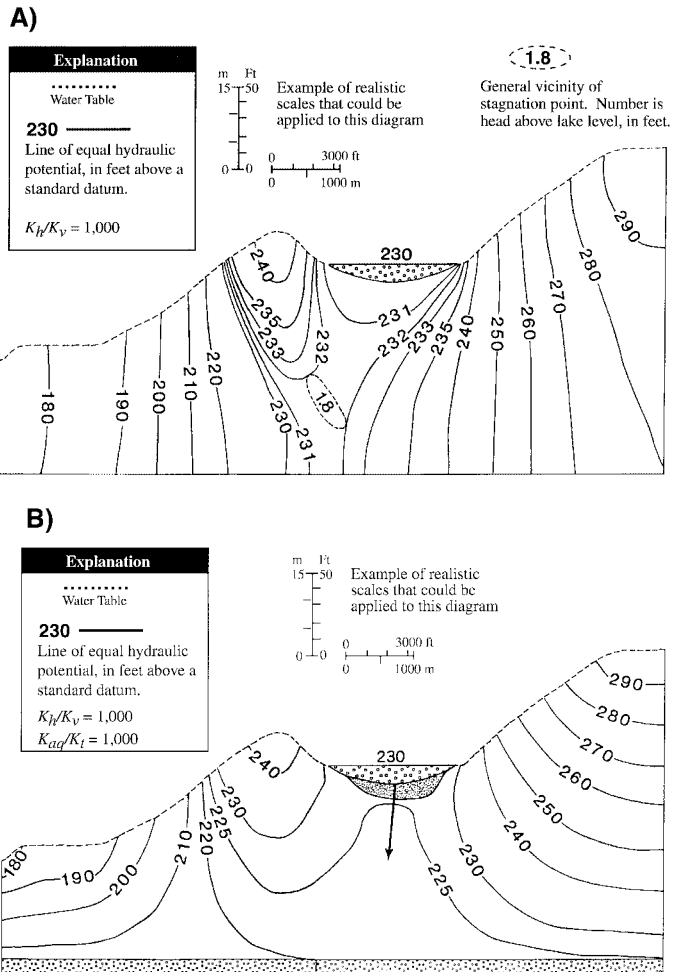 A)
Explanation
Water Table
230
Line of equal hydraulic
potential, in feet above a
standard datum.
Kh/Kv = 1,000
m Ft
15 50
0 0
Example of realistic
scales that could be
applied to this diagram
0 3000 ft
0 1000 m
1.8
General vicinity of
stagnation point. Number is
head above lake level, in feet.
180
190
200
210
220
230
231
240
235
233
232
1.8
230
231
232
233
235
240
250
260
270
280
290
B)
Explanation
Water Table
230
Line of equal hydraulic
potential, in feet above a
standard datum.
Kh/Kv = 1,000
Kaq/Kt = 1,000
m Ft
15 50
0 0
Example of realistic
scales that could be
applied to this diagram
0 3000 ft
0 1000 m
180
190
200
210
220
225
230
240
230
225
230
240
250
260
270
280
290